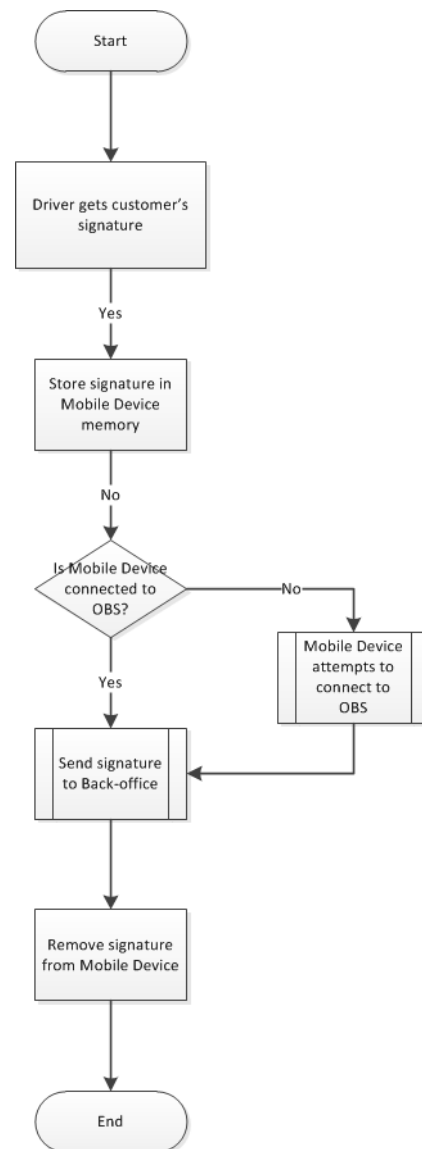 Start
Driver gets customer's
signature
Yes
Store signature in
Mobile Device
memory
No
Is Mobile Device
connected to
OBS?
No
Mobile Device
attempts to
connect to
OBS
Yes
Send signature
to Back-office
Remove signature
from Mobile Device
End